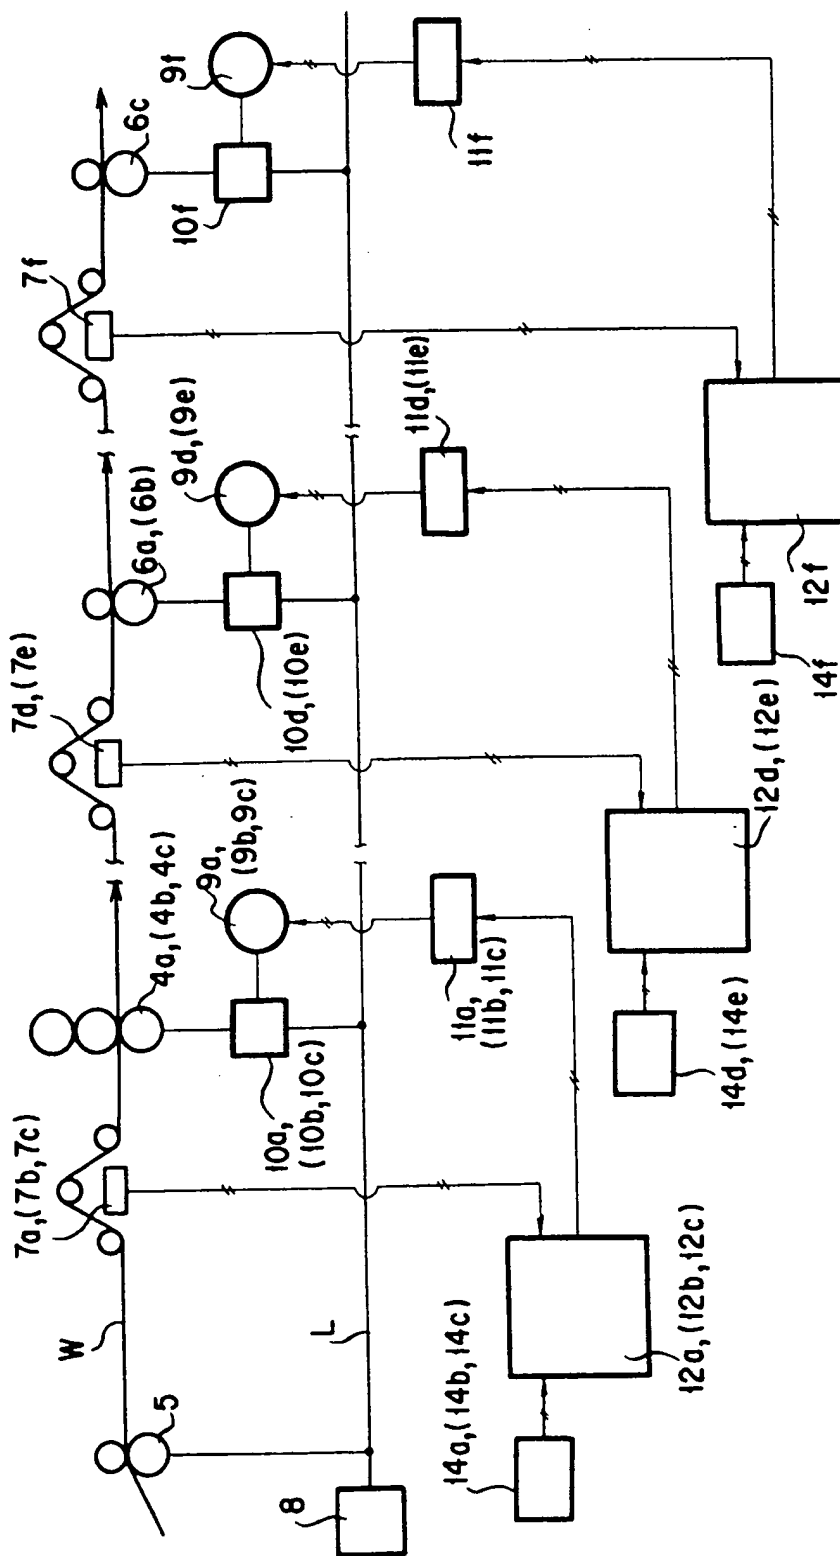 7a,(7b,7c)
7d,(7e)
7f
W
5
4a,(4b,4c)
6a,(6b)
6c
9a,
(9b,9c)
9d,(9e)
9f
10a,
(10b,10c)
10d,(10e)
10f
L
8
11a,
(11b,11c)
11d,(11e)
11f
14a,(14b,14c)
12a,(12b,12c)
14d,(14e)
12d,(12e)
14f
12f